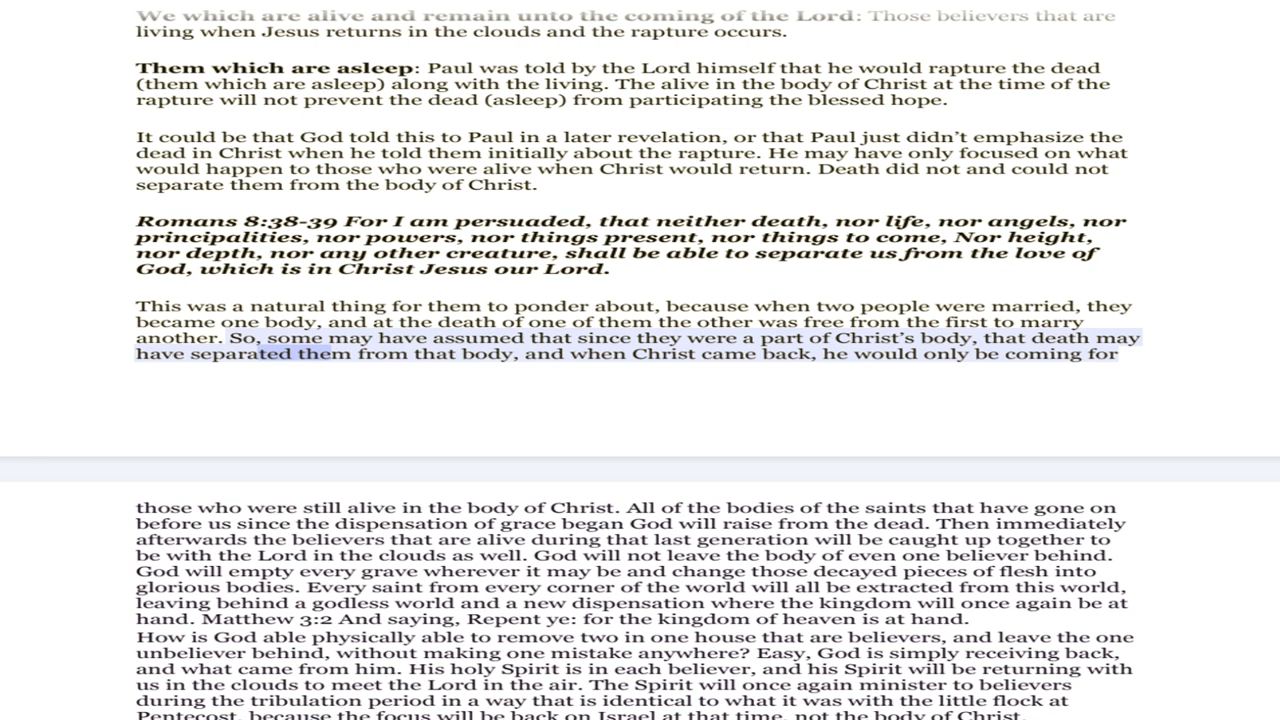 We which are alive and remain unto the coming of the Lord: Those believers that are
living when Jesus returns in the clouds and the rapture occurs.
Them which are asleep: Paul was told by the Lord himself that he would rapture the dead
(them which are asleep) along with the living. The alive in the body of Christ at the time of the
rapture will not prevent the dead (asleep) from participating the blessed hope.
It could be that God told this to Paul in a later revelation, or that Paul just didn’t emphasize the
dead in Christ when he told them initially about the rapture. He may have only focused on what
would happen to those who were alive when Christ would return. Death did not and could not
separate them from the body of Christ.
Romans 8:38-39 For I am persuaded, that neither death, nor life, nor angels, nor
principalities, nor powers, nor things present, nor things to come, Nor height,
nor depth, nor any other creature, shall be able to separate us from the love of
God, which is in Christ Jesus our Lord.
This was a natural thing for them to ponder about, because when two people were married, they
became one body, and at the death of one of them the other was free from the first to marry
another. So, some may have assumed that since they were a part of Christ’s body, that death may
have separated them from that body, and when Christ came back, he would only be coming for
those who were still alive in the body of Christ. All of the bodies of the saints that have gone on
before us since the dispensation of grace began God will raise from the dead. Then immediately
afterwards the believers that are alive during that last generation will be caught up together to
be with the Lord in the clouds as well. God will not leave the body of even one believer behind.
God will empty every grave wherever it may be and change those decayed pieces of flesh into
glorious bodies. Every saint from every corner of the world will all be extracted from this world,
leaving behind a godless world and a new dispensation where the kingdom will once again be at
hand. Matthew 3:2 And saying, Repent ye: for the kingdom of heaven is at hand.
How is God able physically able to remove two in one house that are believers, and leave the one
unbeliever behind, without making one mistake anywhere? Easy, God is simply receiving back,
and what came from him. His holy Spirit is in each believer, and his Spirit will be returning with
us in the clouds to meet the Lord in the air. The Spirit will once again minister to believers
during the tribulation period in a way that is identical to what it was with the little flock at
Pentecost, because the focus will be back on Israel at that time, not the body of Christ.